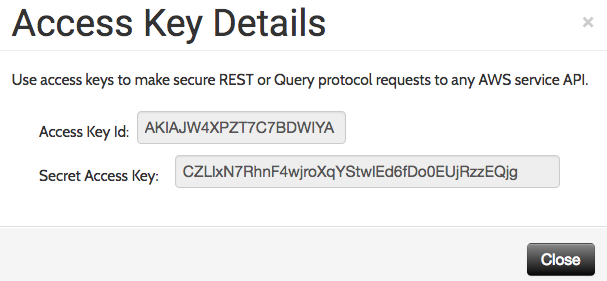 Access Key Details
×
Use access keys to make secure REST or Query protocol requests to any AWS service API.
Access Key Id: AKIAJW4XPZT7C7BDWIYA
Secret Access Key:
Close